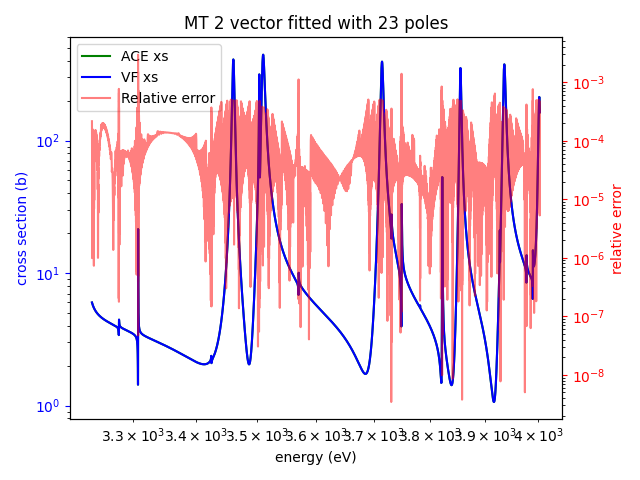 MT 2 vector fitted with 23 poles
ACE xs
VF xs
Relative error
cross section (b)
10²
10¹
10⁰
relative error
10⁻³
10⁻⁴
10⁻⁵
10⁻⁶
10⁻⁷
10⁻⁸
3.3 × 10³ 3.4 × 10³ 3.5 × 10³ 3.6 × 10³ 3.7 × 10³ 3.8 × 10³ 3.9 × 10³ 4 × 10³
energy (eV)